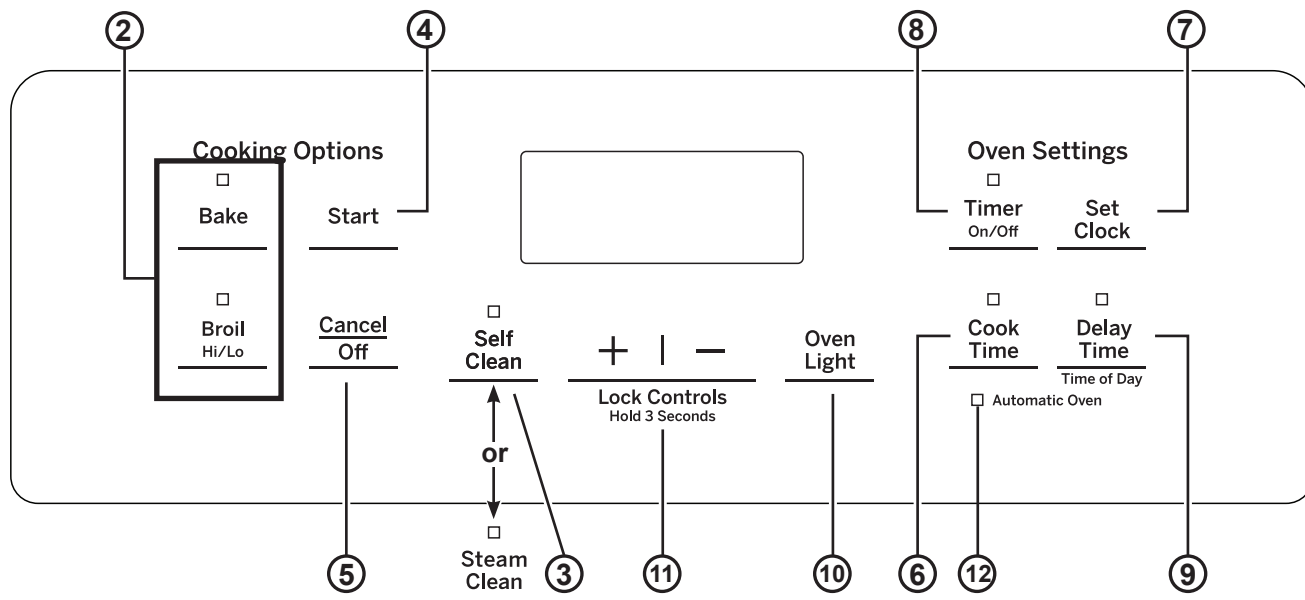 2
4
8
7
Cooking Options
Oven Settings
Bake
Start
Timer
On/Off
Set
Clock
Broil
Hi/Lo
Cancel
Off
Self
Clean
+ | −
Lock Controls
Hold 3 Seconds
Oven
Light
Cook
Time
Delay
Time
Time of Day
Automatic Oven
or
Steam
Clean
5
3
11
10
6
12
9